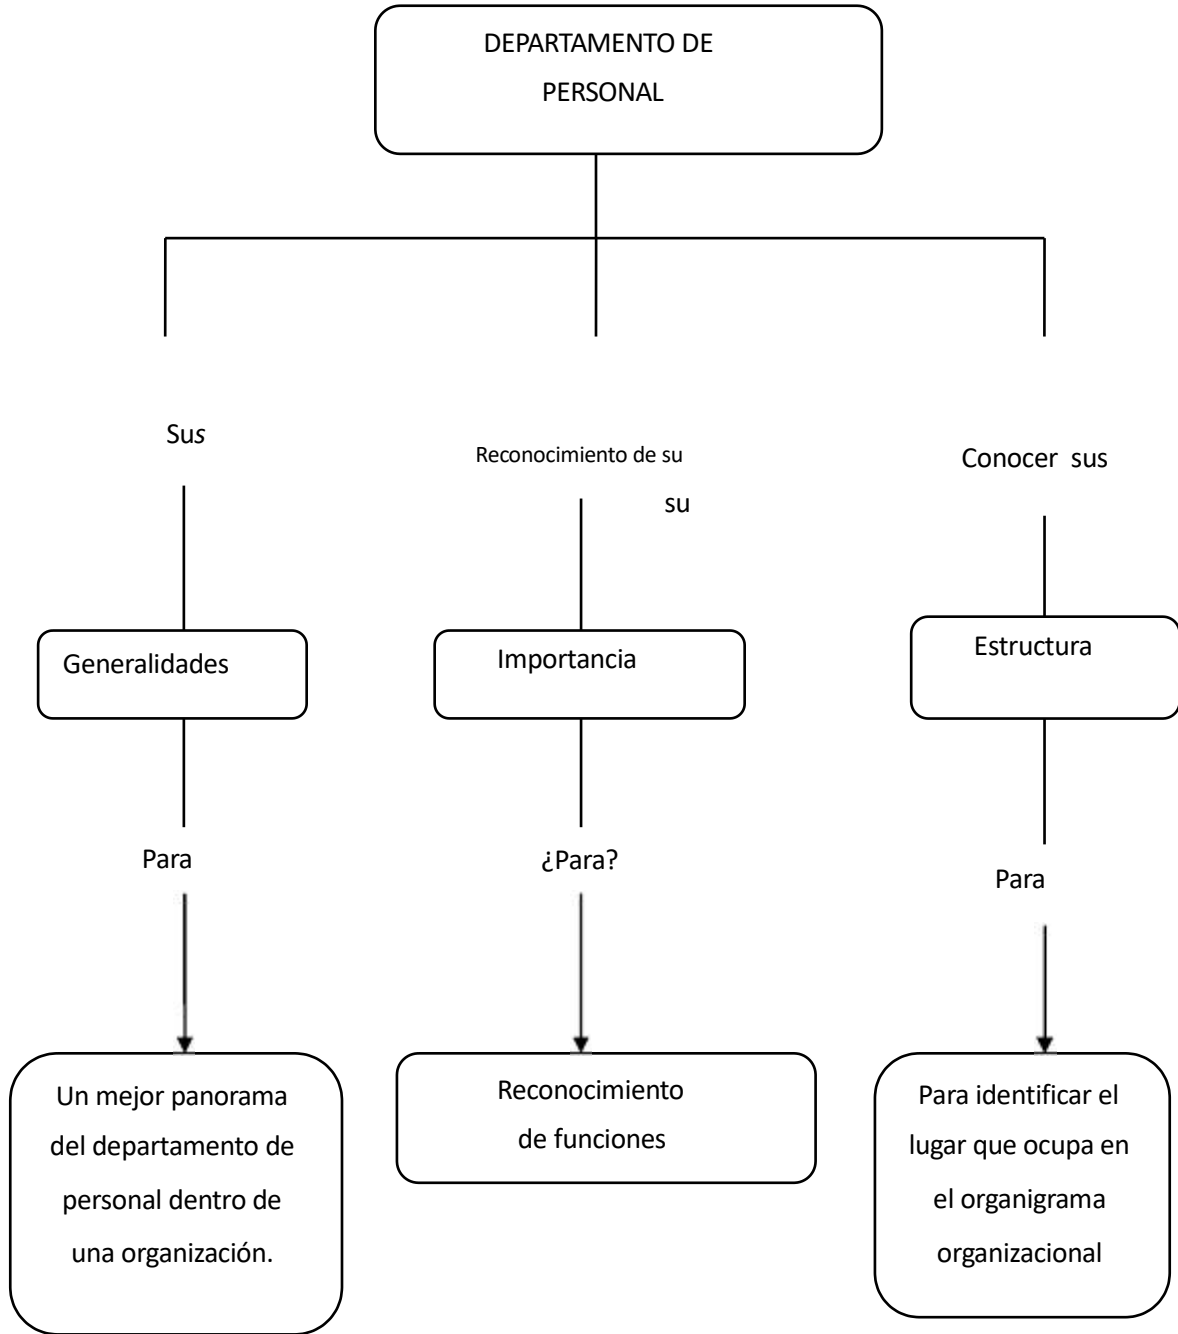 DEPARTAMENTO DE
PERSONAL
Sus
Reconocimiento de su
su
Conocer sus
Generalidades
Importancia
Estructura
Para
¿Para?
Para
Un mejor panorama
del departamento de
personal dentro de
una organización.
Reconocimiento
de funciones
Para identificar el
lugar que ocupa en
el organigrama
organizacional